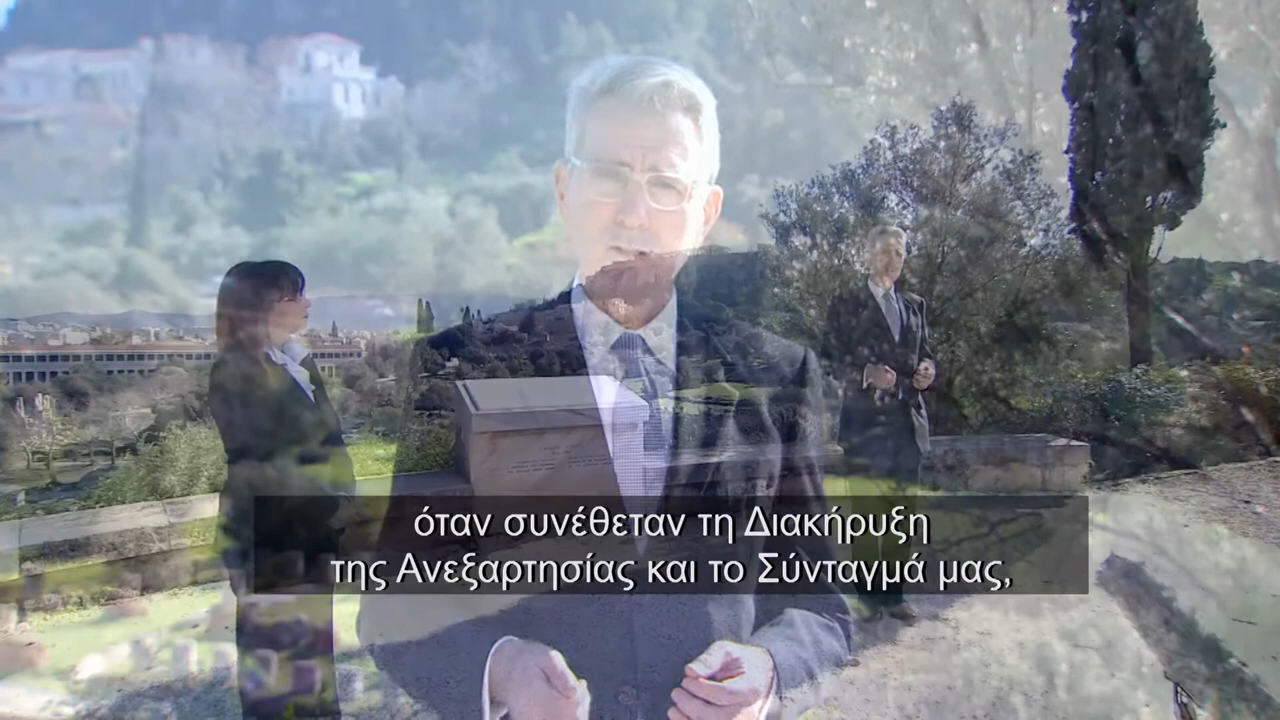 όταν συνέθεταν τη Διακήρυξη
της Ανεξαρτησίας και το Σύνταγμά μας,